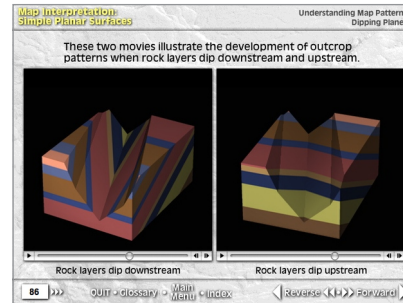 Map Interpretation:
Simple Planar Surfaces
Understanding Map Pattern
Dipping Plane
These two movies illustrate the development of outcrop
patterns when rock layers dip downstream and upstream.
Rock layers dip downstream
Rock layers dip upstream
86
QUIT • Glossary • Main Menu • Index
Reverse
Forward